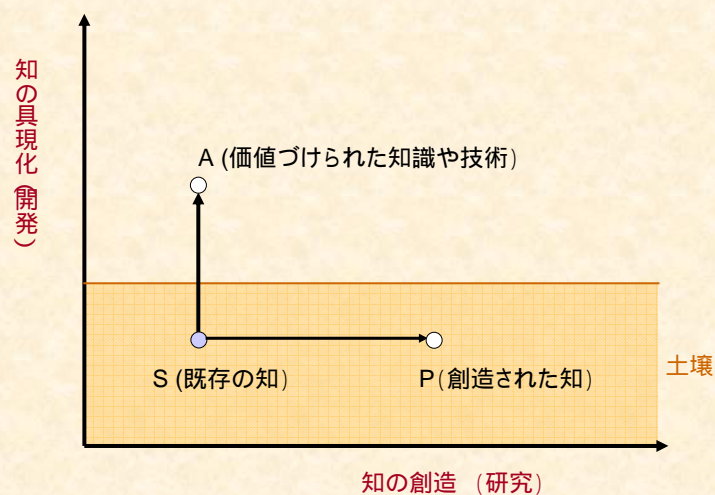 知の具現化（開発）
A (価値づけられた知識や技術)
S (既存の知)
P(創造された知)
土壌
知の創造 (研究)